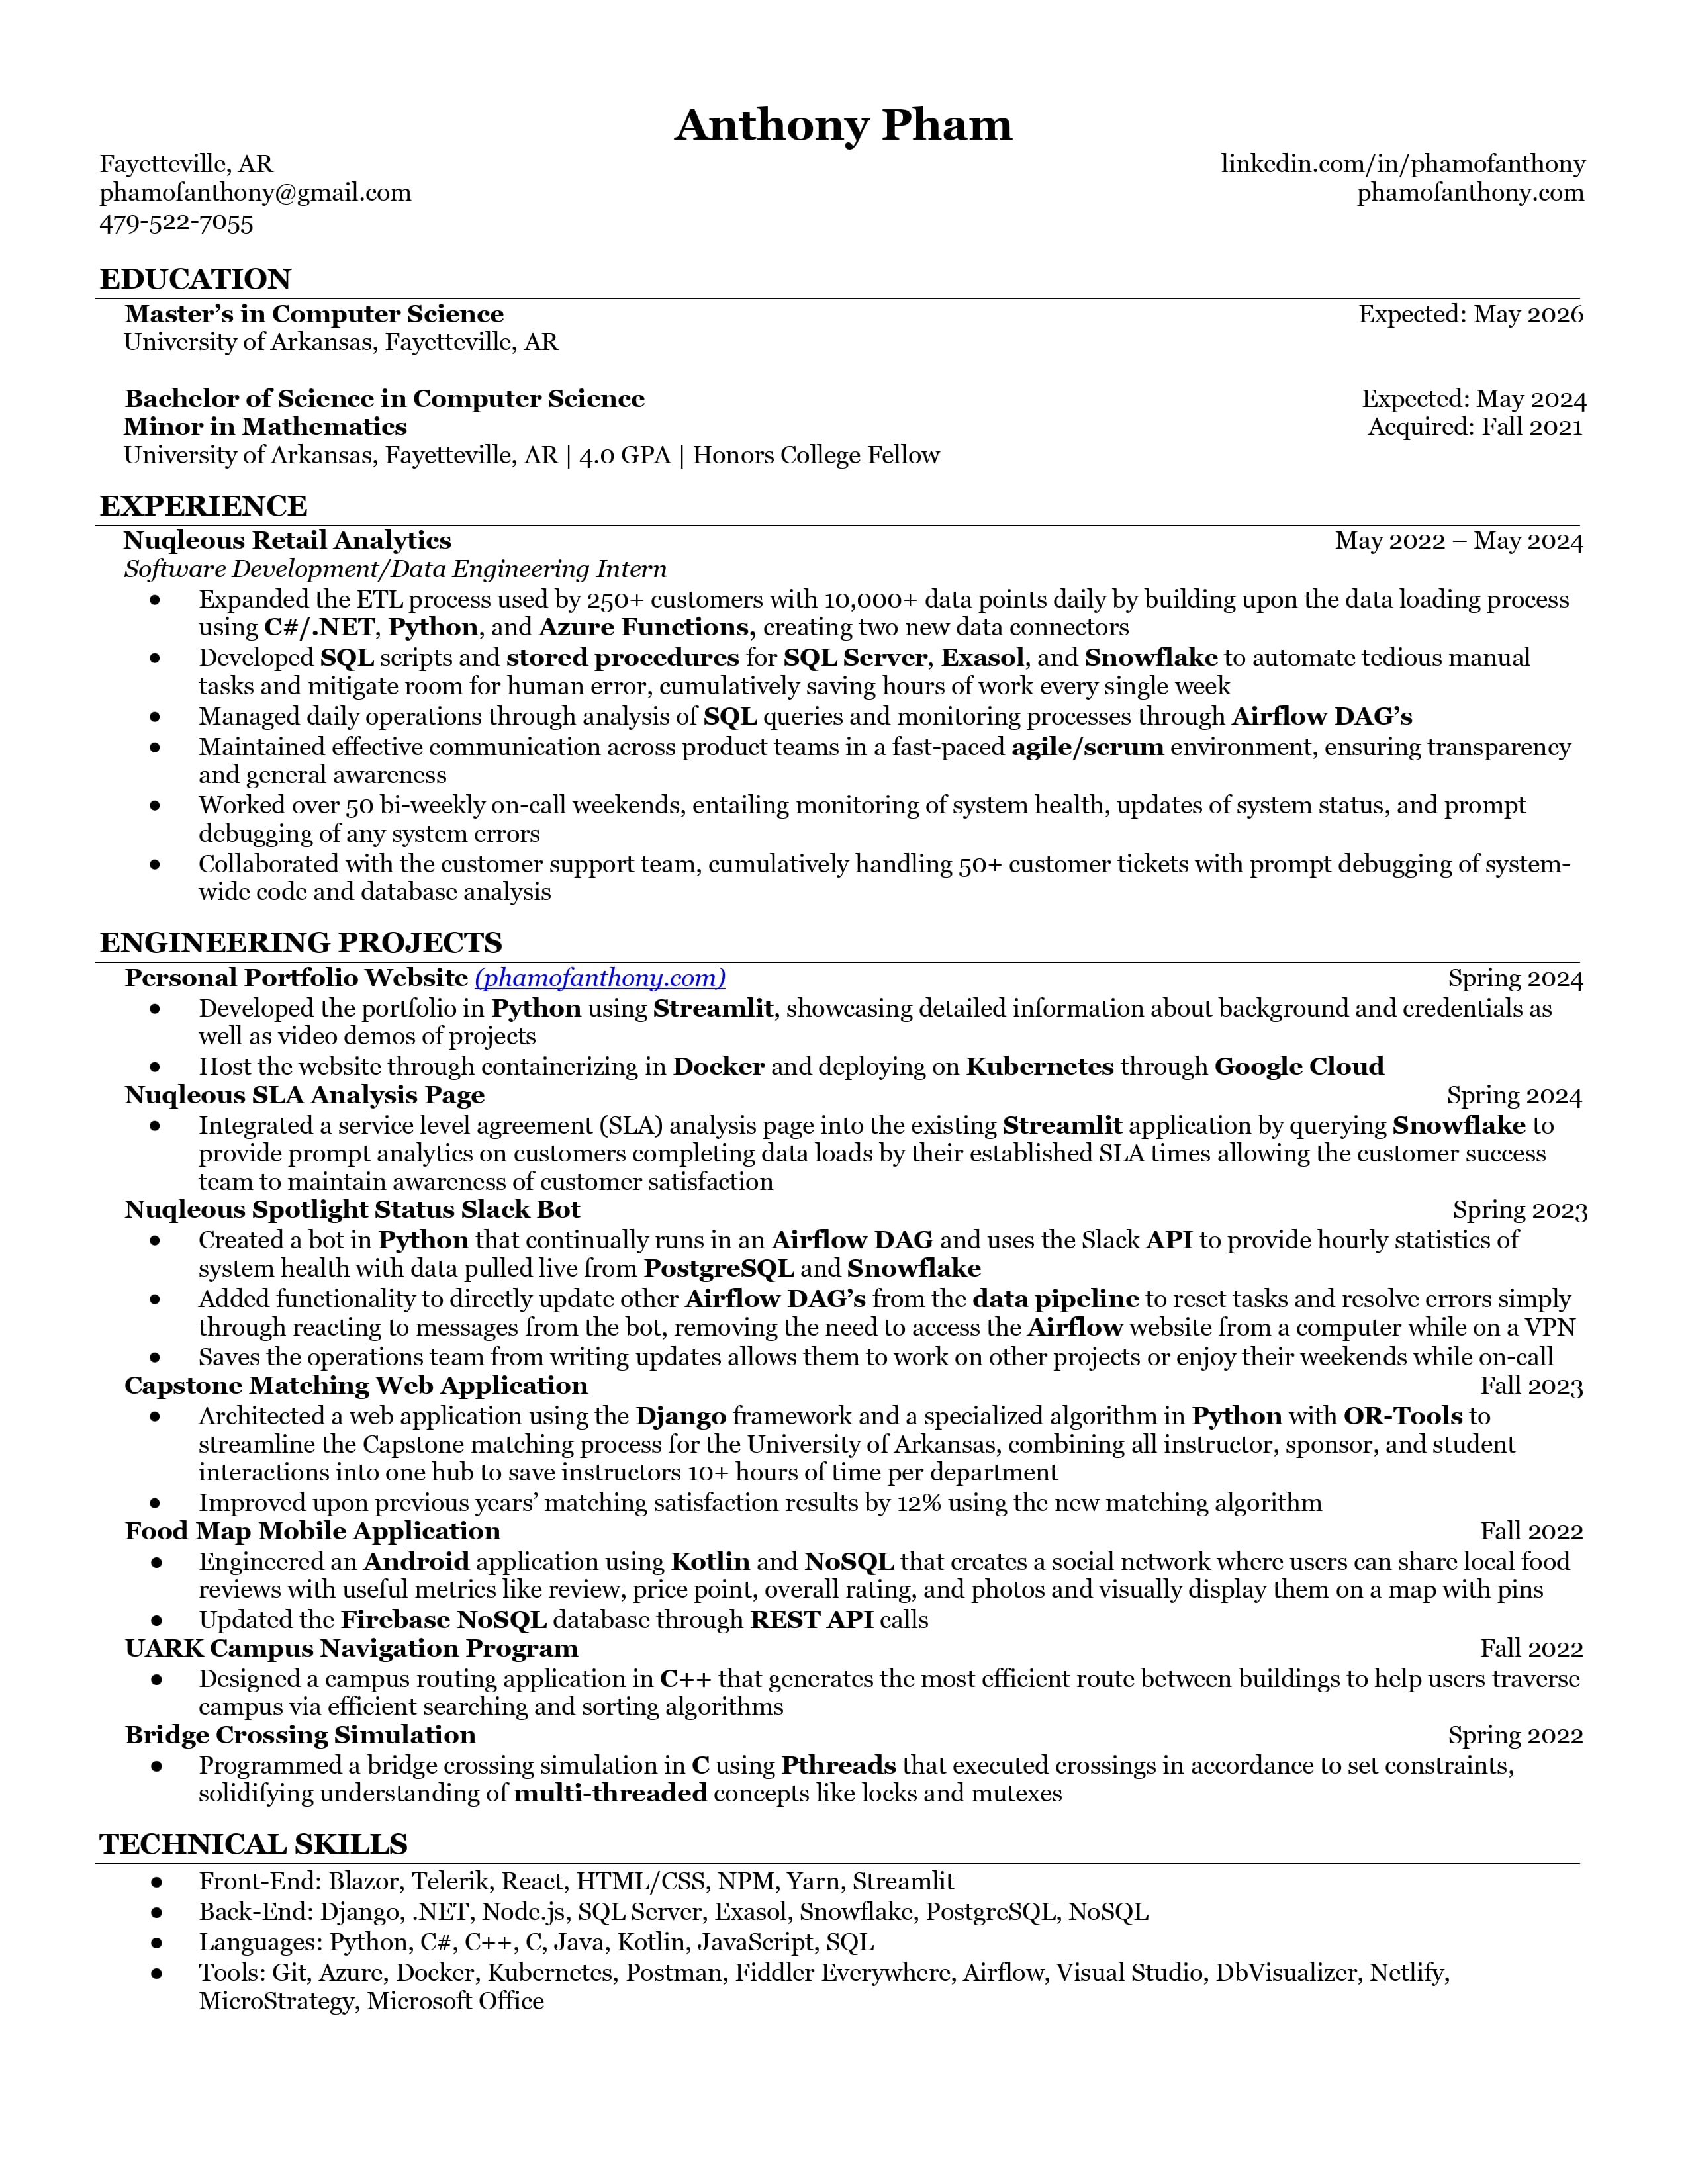 Anthony Pham
Fayetteville, AR linkedin.com/in/phamofanthony
phamofanthony@gmail.com phamofanthony.com
479-522-7055
EDUCATION
Master’s in Computer Science Expected: May 2026
University of Arkansas, Fayetteville, AR
Bachelor of Science in Computer Science Expected: May 2024
Minor in Mathematics Acquired: Fall 2021
University of Arkansas, Fayetteville, AR | 4.0 GPA | Honors College Fellow
EXPERIENCE
Nuqleous Retail Analytics May 2022 – May 2024
Software Development/Data Engineering Intern
● Expanded the ETL process used by 250+ customers with 10,000+ data points daily by building upon the data loading process
using C#/.NET, Python, and Azure Functions, creating two new data connectors
● Developed SQL scripts and stored procedures for SQL Server, Exasol, and Snowflake to automate tedious manual
tasks and mitigate room for human error, cumulatively saving hours of work every single week
● Managed daily operations through analysis of SQL queries and monitoring processes through Airflow DAG’s
● Maintained effective communication across product teams in a fast-paced agile/scrum environment, ensuring transparency
and general awareness
● Worked over 50 bi-weekly on-call weekends, entailing monitoring of system health, updates of system status, and prompt
debugging of any system errors
● Collaborated with the customer support team, cumulatively handling 50+ customer tickets with prompt debugging of system-
wide code and database analysis
ENGINEERING PROJECTS
Personal Portfolio Website (phamofanthony.com) Spring 2024
● Developed the portfolio in Python using Streamlit, showcasing detailed information about background and credentials as
well as video demos of projects
● Host the website through containerizing in Docker and deploying on Kubernetes through Google Cloud
Nuqleous SLA Analysis Page Spring 2024
● Integrated a service level agreement (SLA) analysis page into the existing Streamlit application by querying Snowflake to
provide prompt analytics on customers completing data loads by their established SLA times allowing the customer success
team to maintain awareness of customer satisfaction
Nuqleous Spotlight Status Slack Bot Spring 2023
● Created a bot in Python that continually runs in an Airflow DAG and uses the Slack API to provide hourly statistics of
system health with data pulled live from PostgreSQL and Snowflake
● Added functionality to directly update other Airflow DAG’s from the data pipeline to reset tasks and resolve errors simply
through reacting to messages from the bot, removing the need to access the Airflow website from a computer while on a VPN
● Saves the operations team from writing updates allows them to work on other projects or enjoy their weekends while on-call
Capstone Matching Web Application Fall 2023
● Architected a web application using the Django framework and a specialized algorithm in Python with OR-Tools to
streamline the Capstone matching process for the University of Arkansas, combining all instructor, sponsor, and student
interactions into one hub to save instructors 10+ hours of time per department
● Improved upon previous years’ matching satisfaction results by 12% using the new matching algorithm
Food Map Mobile Application Fall 2022
● Engineered an Android application using Kotlin and NoSQL that creates a social network where users can share local food
reviews with useful metrics like review, price point, overall rating, and photos and visually display them on a map with pins
● Updated the Firebase NoSQL database through REST API calls
UARK Campus Navigation Program Fall 2022
● Designed a campus routing application in C++ that generates the most efficient route between buildings to help users traverse
campus via efficient searching and sorting algorithms
Bridge Crossing Simulation Spring 2022
● Programmed a bridge crossing simulation in C using Pthreads that executed crossings in accordance to set constraints,
solidifying understanding of multi-threaded concepts like locks and mutexes
TECHNICAL SKILLS
● Front-End: Blazor, Telerik, React, HTML/CSS, NPM, Yarn, Streamlit
● Back-End: Django, .NET, Node.js, SQL Server, Exasol, Snowflake, PostgreSQL, NoSQL
● Languages: Python, C#, C++, C, Java, Kotlin, JavaScript, SQL
● Tools: Git, Azure, Docker, Kubernetes, Postman, Fiddler Everywhere, Airflow, Visual Studio, DbVisualizer, Netlify,
MicroStrategy, Microsoft Office